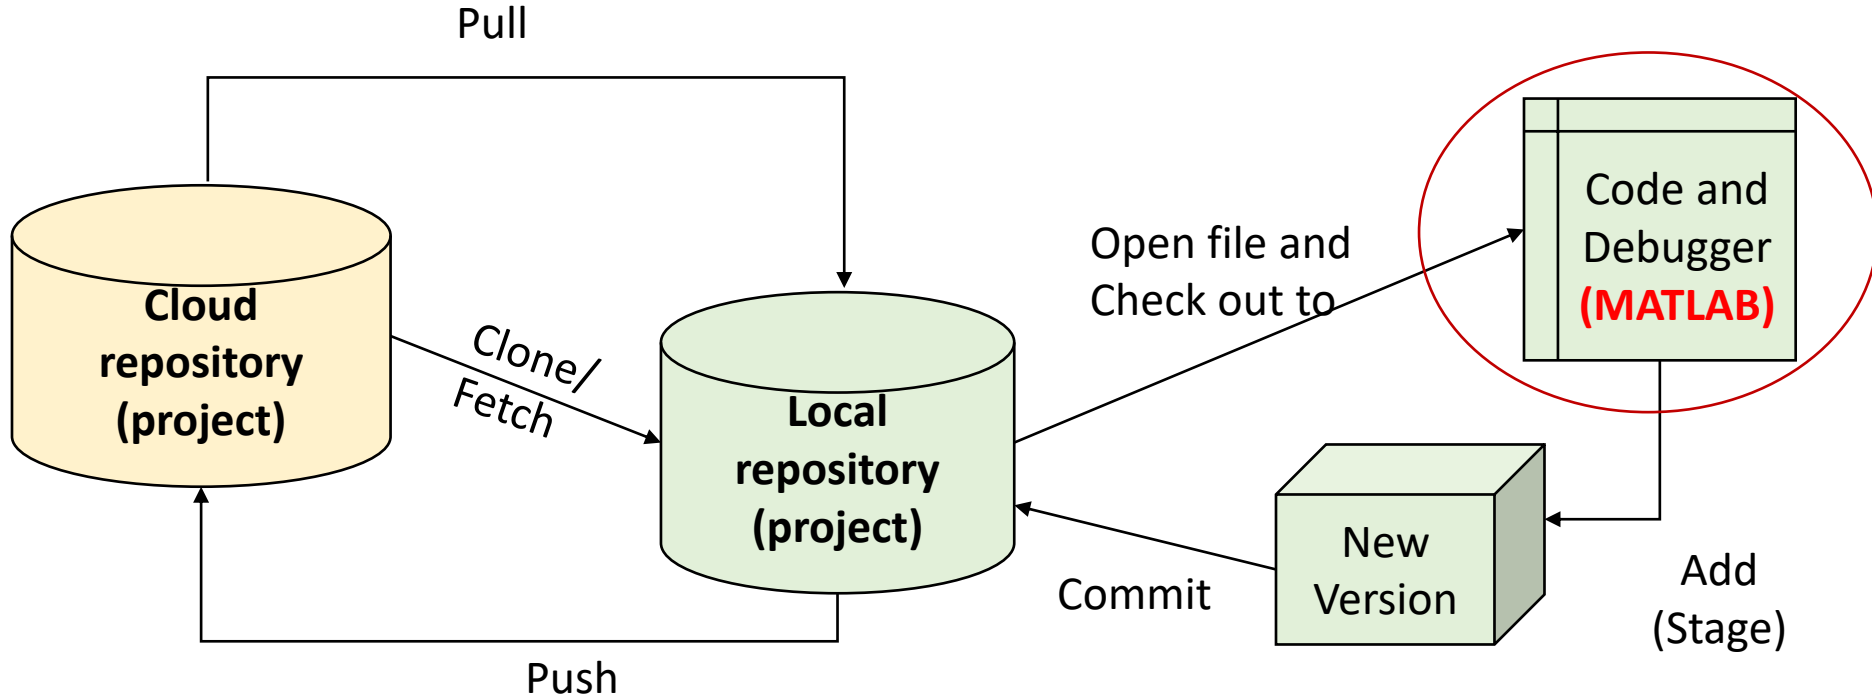 Pull
Cloud
repository
(project)
Clone/
Fetch
Local
repository
(project)
Open file and
Check out to
Code and
Debugger
(MATLAB)
New
Version
Add
(Stage)
Commit
Push